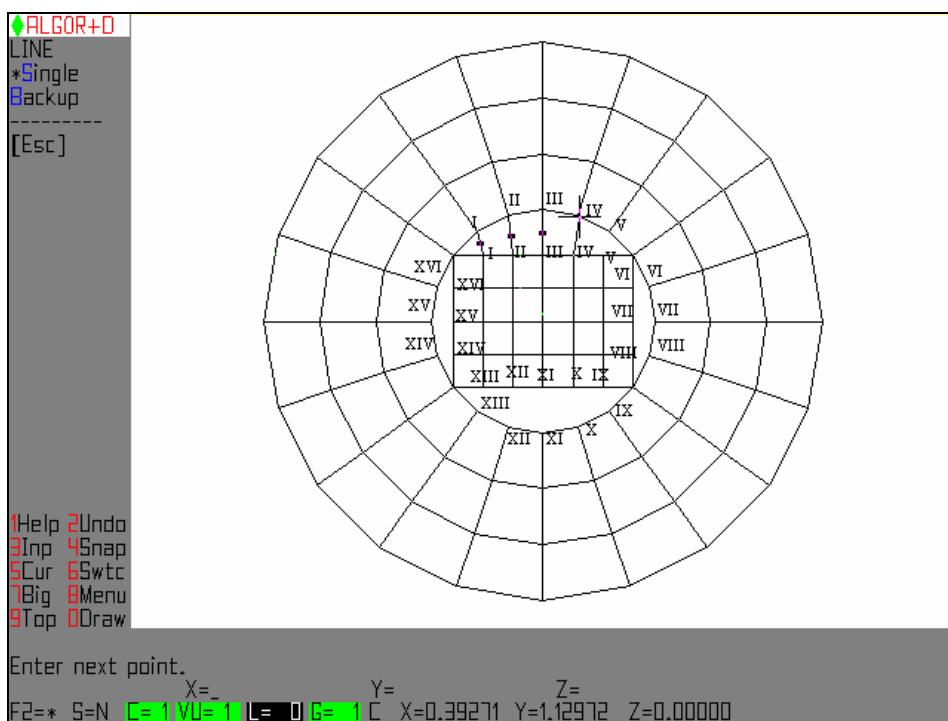 ALGOR+D
LINE
*Single
Backup
---------
[Esc]
II III IV
I V
I II III IV V
XVI XVI VI VI
XV XV VII VII
XIV XIV VIII VIII
XIII XII XI X IX
XIII IX
XII XI X
1Help 2Undo
3Inp 4Snap
5Cur 6Swtc
7Big 8Menu
9Top 0Draw
Enter next point.
X=_ Y= Z=
F2=* S=N C= 1 VU= 1 L= 0 G= 1 C X=0.39271 Y=1.12972 Z=0.00000